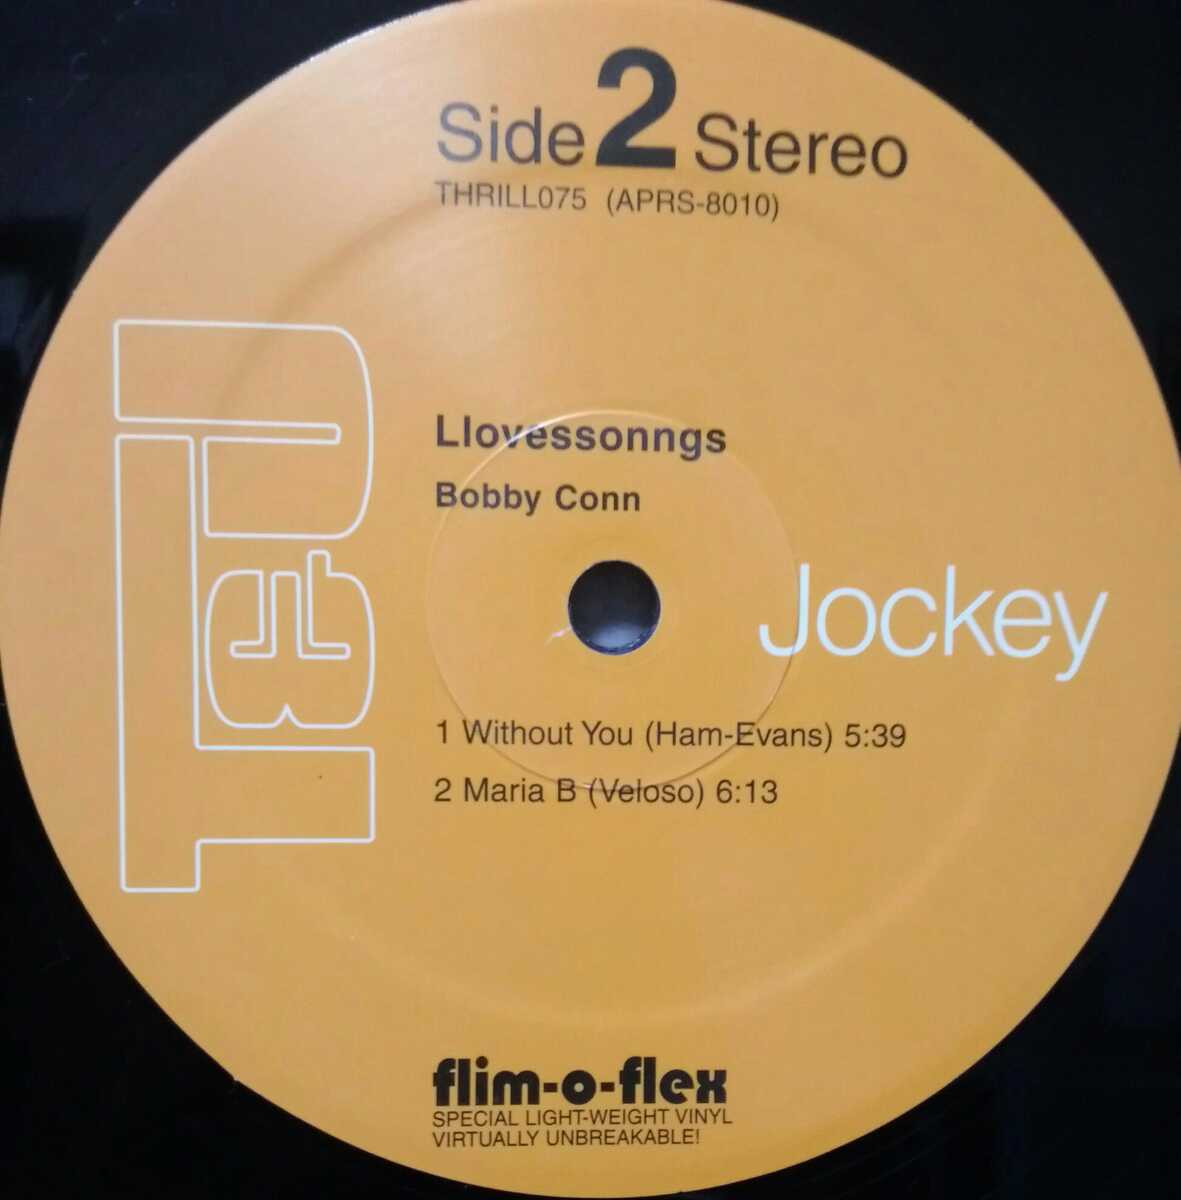 Side 2 Stereo
THRILL075 (APRS-8010)
Llovessonngs
Bobby Conn
Jockey
1 Without You (Ham-Evans) 5:39
2 Maria B (Veloso) 6:13
flim-o-flex
SPECIAL LIGHT-WEIGHT VINYL
VIRTUALLY UNBREAKABLE!